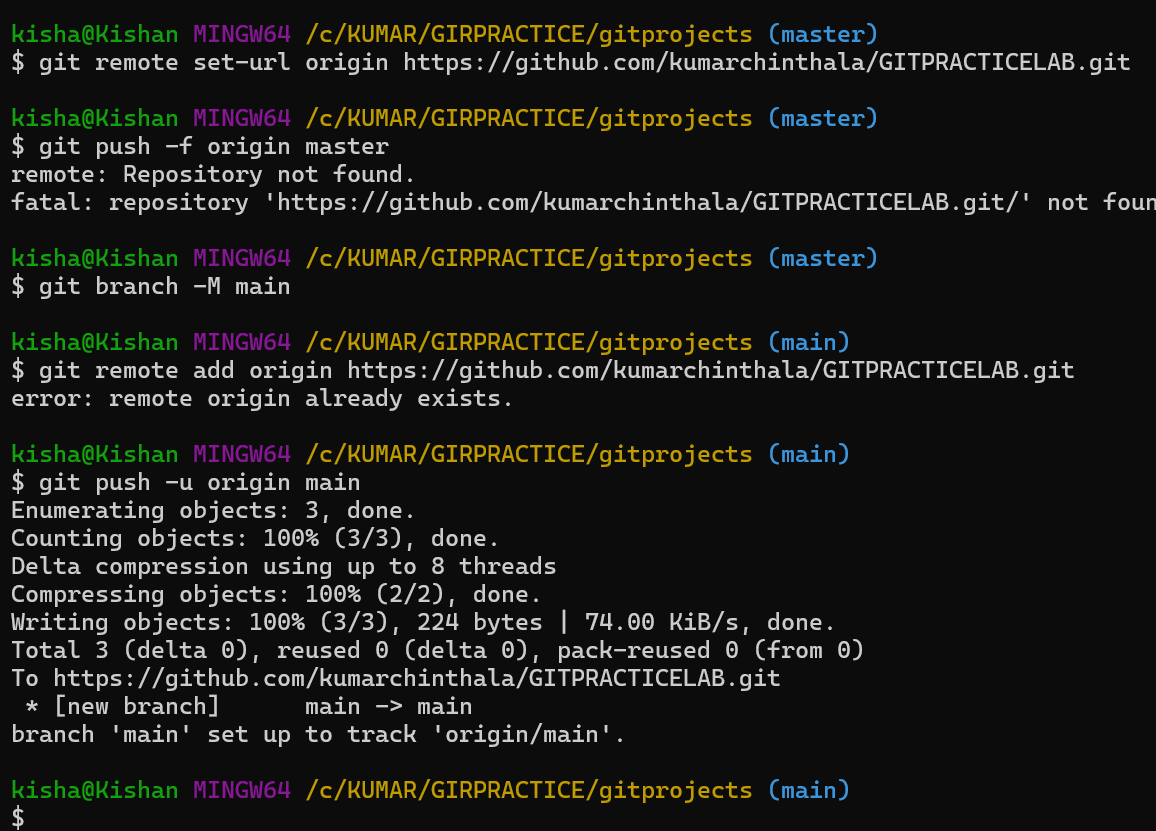 kisha@Kishan MINGW64 /c/KUMAR/GIRPRACTICE/gitprojects (master)
$ git remote set-url origin https://github.com/kumarchinthala/GITPRACTICELAB.git
kisha@Kishan MINGW64 /c/KUMAR/GIRPRACTICE/gitprojects (master)
$ git push -f origin master
remote: Repository not found.
fatal: repository 'https://github.com/kumarchinthala/GITPRACTICELAB.git/' not foun
kisha@Kishan MINGW64 /c/KUMAR/GIRPRACTICE/gitprojects (master)
$ git branch -M main
kisha@Kishan MINGW64 /c/KUMAR/GIRPRACTICE/gitprojects (main)
$ git remote add origin https://github.com/kumarchinthala/GITPRACTICELAB.git
error: remote origin already exists.
kisha@Kishan MINGW64 /c/KUMAR/GIRPRACTICE/gitprojects (main)
$ git push -u origin main
Enumerating objects: 3, done.
Counting objects: 100% (3/3), done.
Delta compression using up to 8 threads
Compressing objects: 100% (2/2), done.
Writing objects: 100% (3/3), 224 bytes | 74.00 KiB/s, done.
Total 3 (delta 0), reused 0 (delta 0), pack-reused 0 (from 0)
To https://github.com/kumarchinthala/GITPRACTICELAB.git
 * [new branch]      main -> main
branch 'main' set up to track 'origin/main'.
kisha@Kishan MINGW64 /c/KUMAR/GIRPRACTICE/gitprojects (main)
$